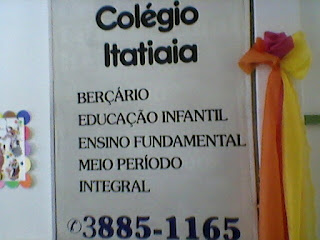 Colégio
Itatiaia
BERÇÁRIO
EDUCAÇÃO INFANTIL
ENSINO FUNDAMENTAL
MEIO PERÍODO
INTEGRAL
✆3885-1165